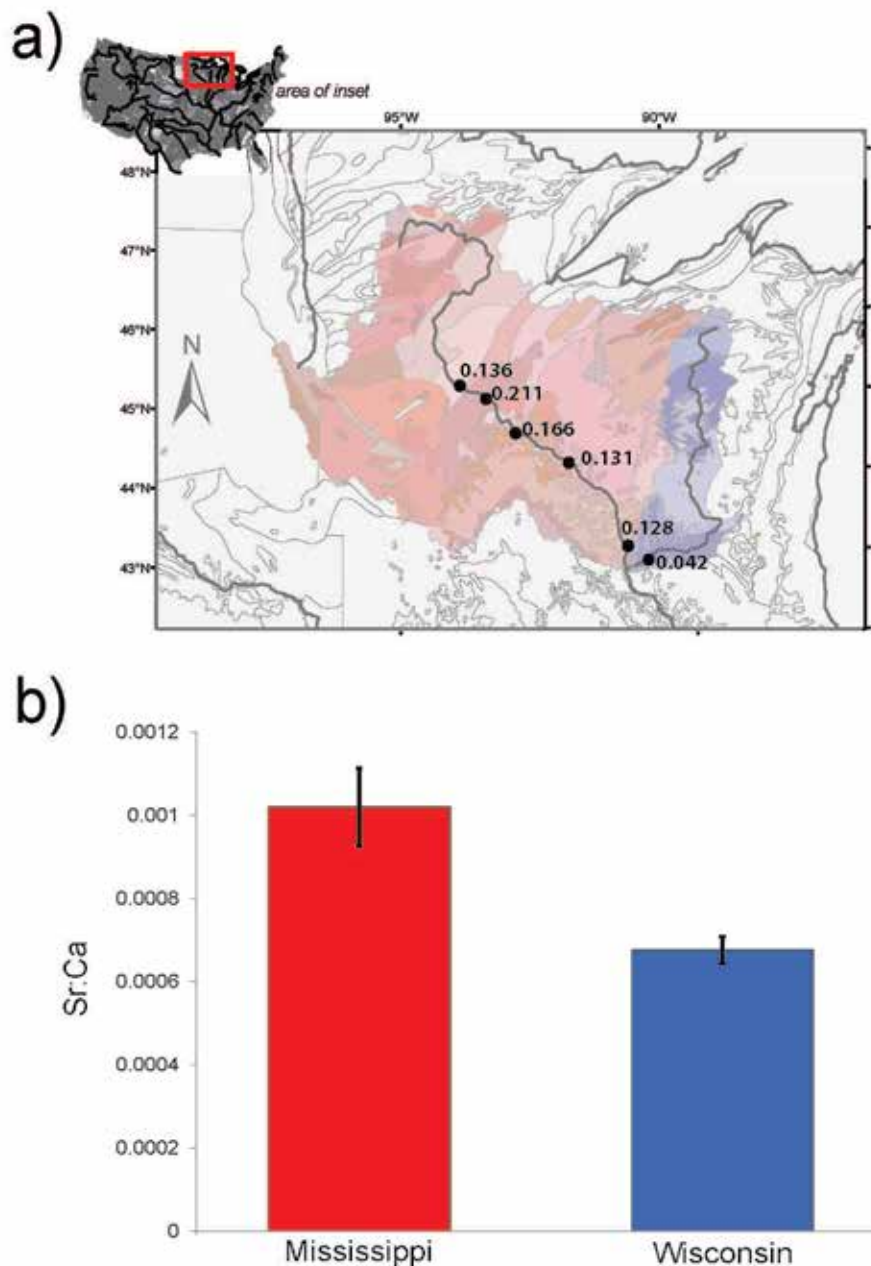 a)
area of inset
95°W 90°W
48°N
47°N
46°N
N
0.136
45°N
0.211
0.166
0.131
44°N
0.128
43°N
0.042
b)
0.0012
0.001
0.0008
0.0006
0.0004
0.0002
0
Sr:Ca
Mississippi Wisconsin